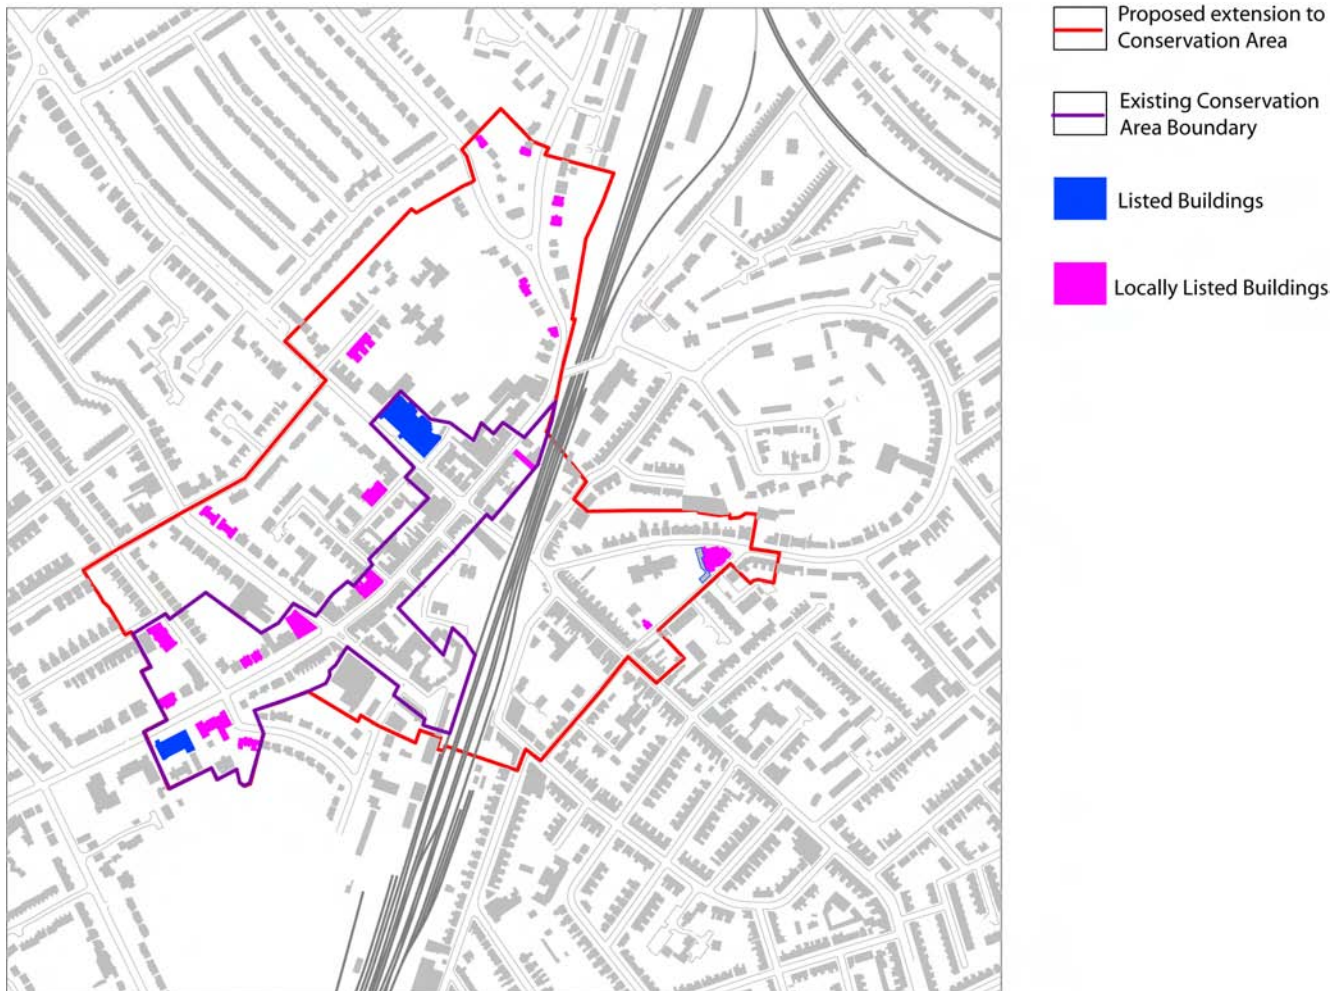 Proposed extension to
Conservation Area
Existing Conservation
Area Boundary
Listed Buildings
Locally Listed Buildings